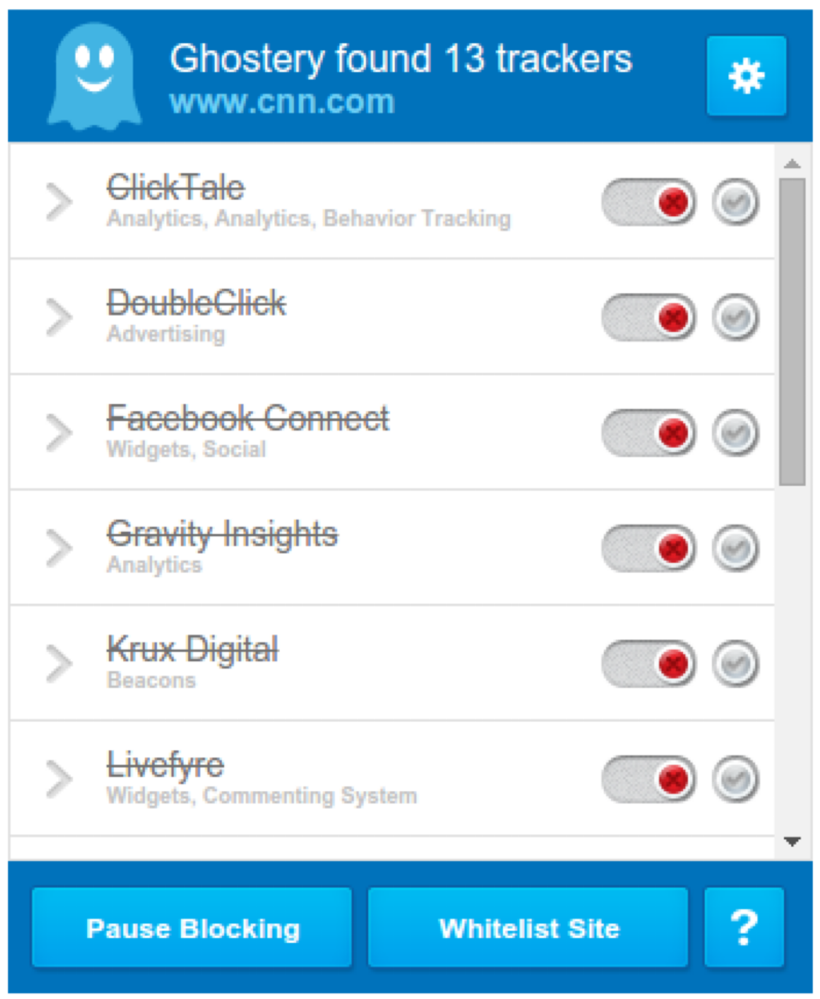 Ghostery found 13 trackers
www.cnn.com
ClickTale
Analytics, Analytics, Behavior Tracking
DoubleClick
Advertising
Facebook Connect
Widgets, Social
Gravity Insights
Analytics
Krux Digital
Beacons
Livefyre
Widgets, Commenting System
Pause Blocking
Whitelist Site
?